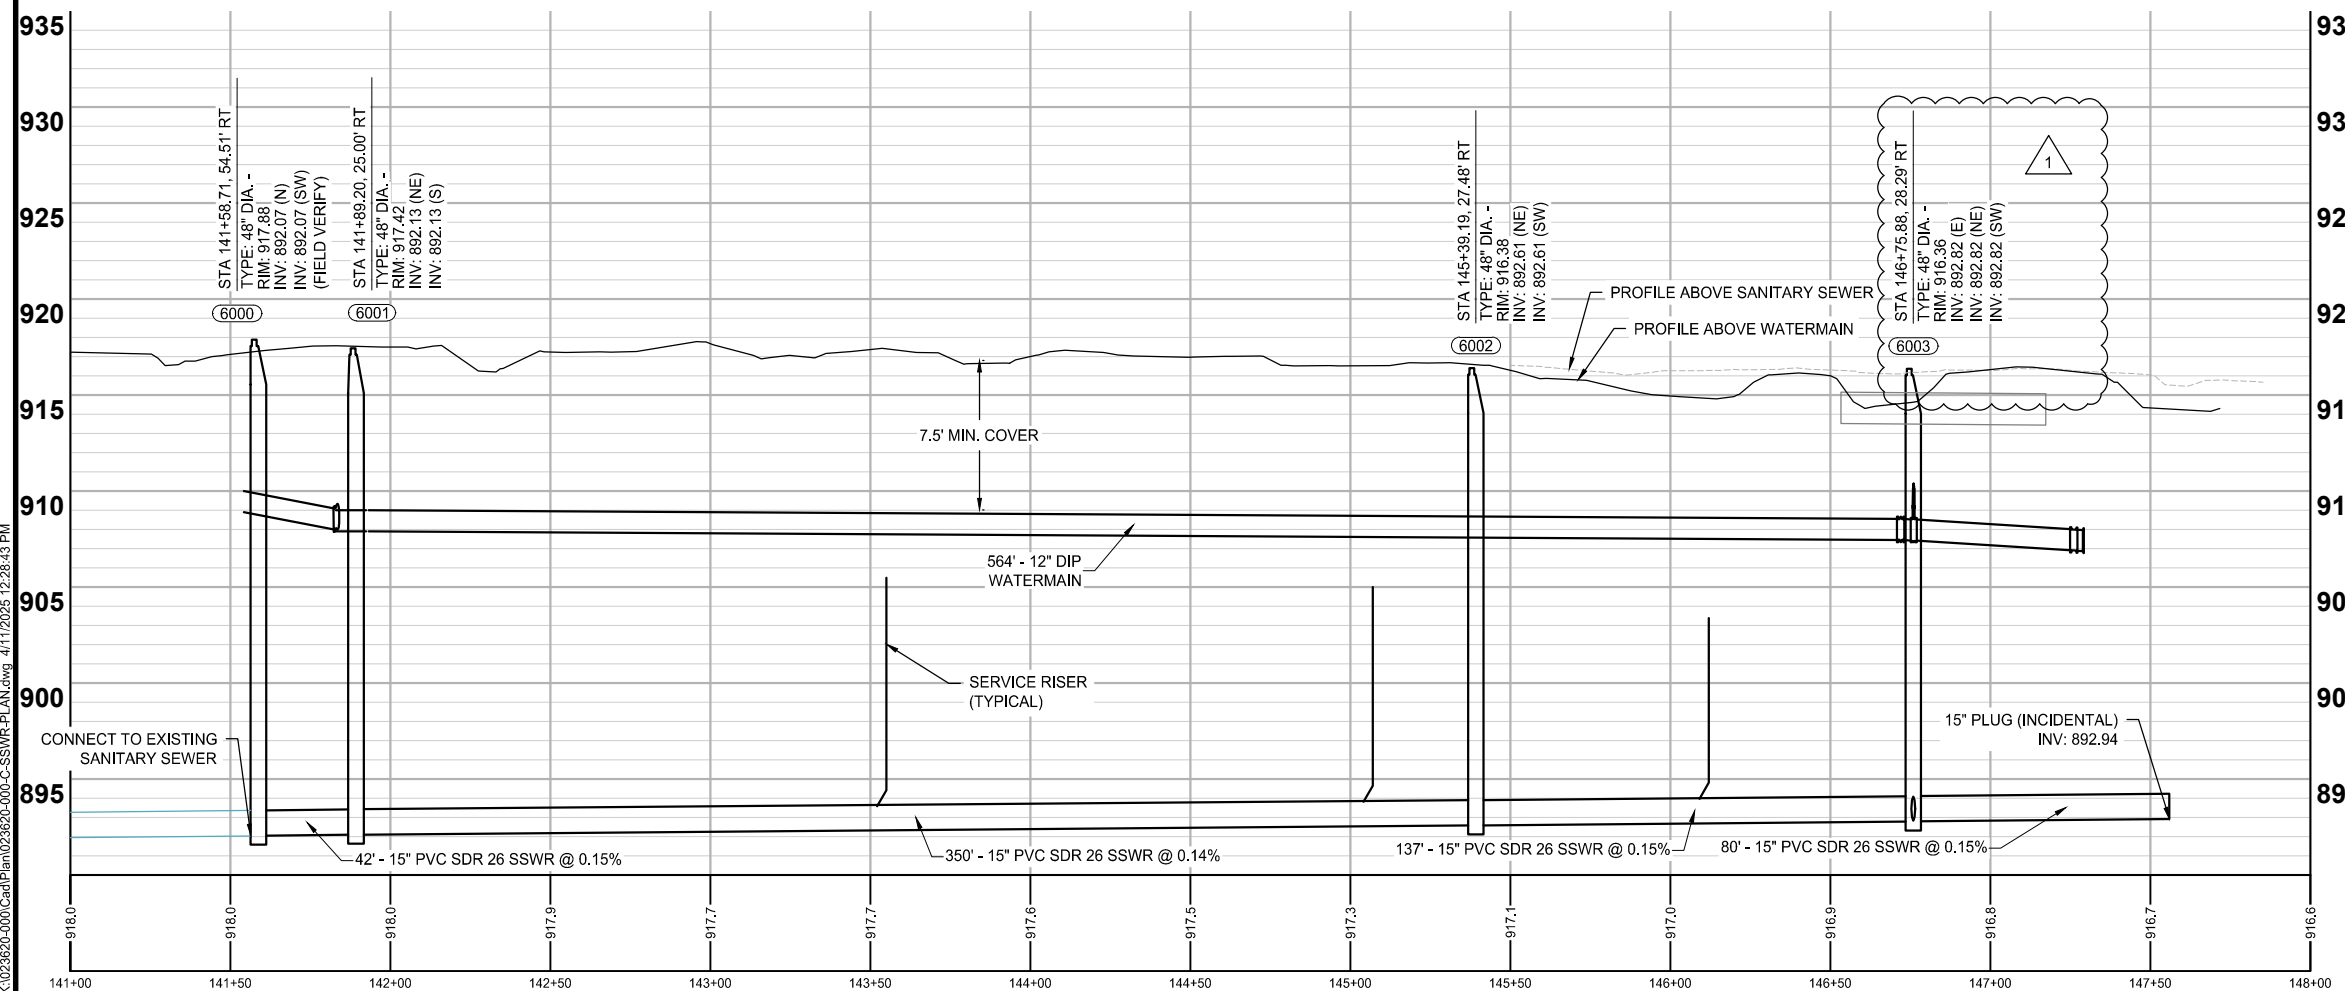 935
930
925
920
915
910
905
900
895
93
93
92
92
91
91
90
90
89
STA 141+58.71, 54.51' RT
TYPE: 48" DIA. -
RIM: 917.88
INV: 892.07 (N)
INV: 892.07 (SW)
(FIELD VERIFY)
6000
STA 141+89.20, 25.00' RT
TYPE: 48" DIA. -
RIM: 917.42
INV: 892.13 (NE)
INV: 892.13 (S)
6001
STA 145+39.19, 27.48' RT
TYPE: 48" DIA. -
RIM: 916.38
INV: 892.61 (NE)
INV: 892.61 (SW)
6002
STA 146+75.88, 28.29' RT
TYPE: 48" DIA. -
RIM: 916.36
INV: 892.82 (E)
INV: 892.82 (NE)
INV: 892.82 (SW)
6003
1
PROFILE ABOVE SANITARY SEWER
PROFILE ABOVE WATERMAIN
7.5' MIN. COVER
564' - 12" DIP
WATERMAIN
SERVICE RISER
(TYPICAL)
CONNECT TO EXISTING
SANITARY SEWER
15" PLUG (INCIDENTAL)
INV: 892.94
42' - 15" PVC SDR 26 SSWR @ 0.15%
350' - 15" PVC SDR 26 SSWR @ 0.14%
137' - 15" PVC SDR 26 SSWR @ 0.15%
80' - 15" PVC SDR 26 SSWR @ 0.15%
918.0
918.0
918.0
917.9
917.7
917.7
917.6
917.5
917.3
917.1
917.0
916.9
916.8
916.7
916.6
141+00
141+50
142+00
142+50
143+00
143+50
144+00
144+50
145+00
145+50
146+00
146+50
147+00
147+50
148+00
K:\023620-000\Cad\Plan\023620-000-C-SSWR-PLAN.dwg 4/11/2025 12:28:43 PM